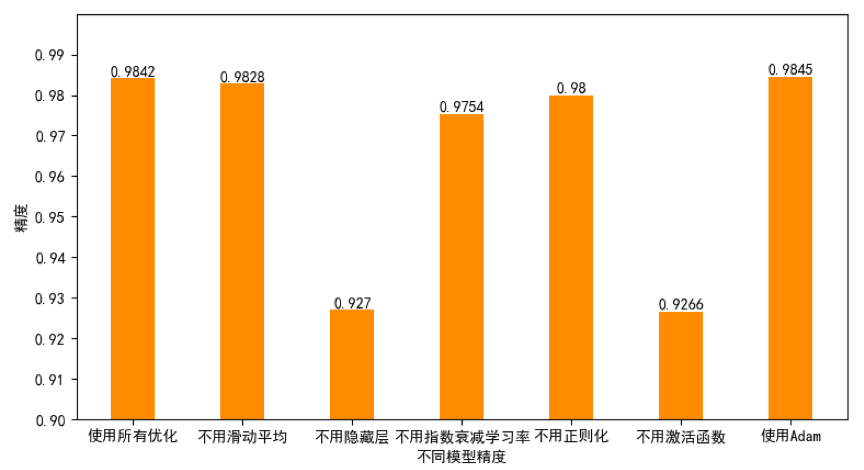 0.99
0.98
0.97
0.96
0.95
0.94
0.93
0.92
0.91
0.90
精度
0.9842
0.9828
0.927
0.9754
0.98
0.9266
0.9845
使用所有优化
不用滑动平均
不用隐藏层
不用指数衰减学习率
不用正则化
不用激活函数
使用Adam
不同模型精度